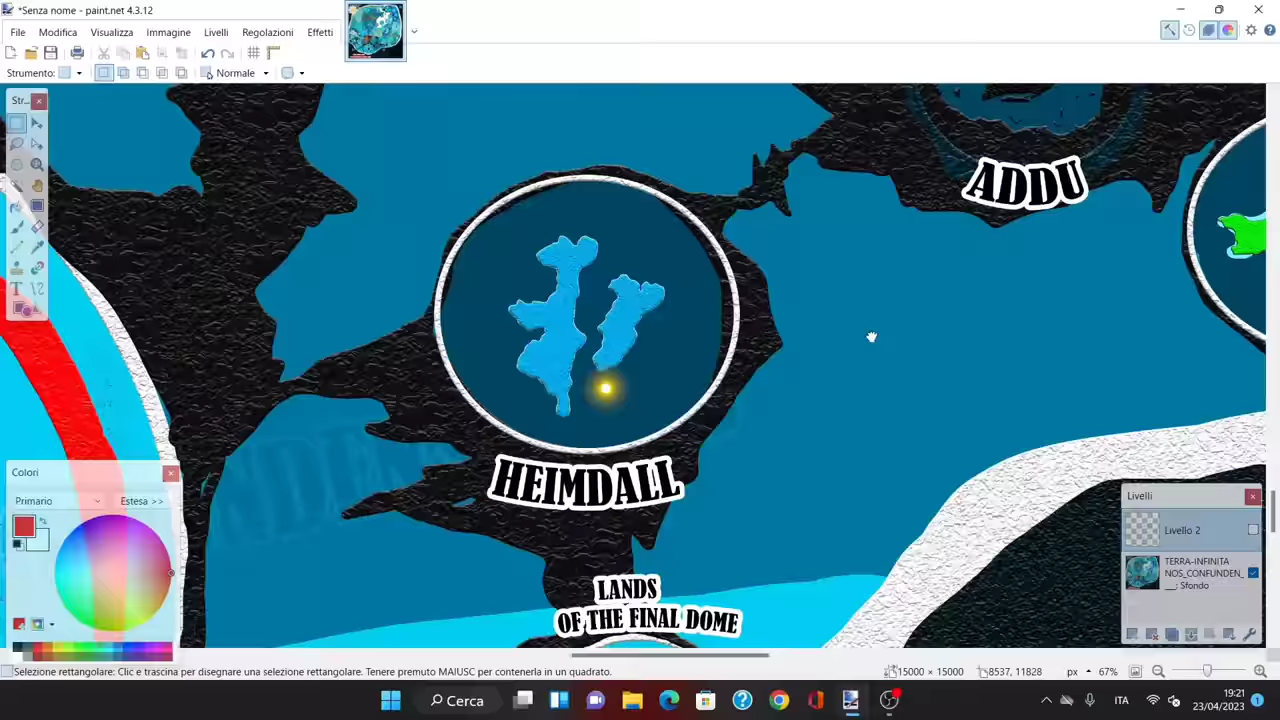 *Senza nome - paint.net 4.3.12
File Modifica Visualizza Immagine Livelli Regolazioni Effetti
Strumento: Normale
Str...
ADDU
HEIMDALL
LANDS
OF THE FINAL DOME
Colori
Primario Estesa >>
Livelli
Livello 2
TERRA-INFINITA
NOS_CONFUNDEN_
___: Sfondo
Selezione rettangolare: Clic e trascina per disegnare una selezione rettangolare. Tenere premuto MAIUSC per contenerla in un quadrato. 15000 × 15000 8537, 11828 px 67%
Cerca
ITA
19:21
23/04/2023